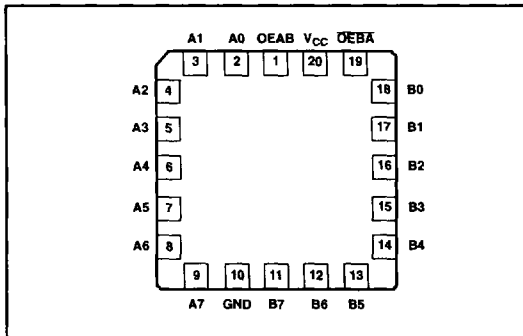 A1 A0 OEAB VCC OEBA
3 2 1 20 19
A2 4 18 B0
A3 5 17 B1
A4 6 16 B2
A5 7 15 B3
A6 8 14 B4
9 10 11 12 13
A7 GND B7 B6 B5